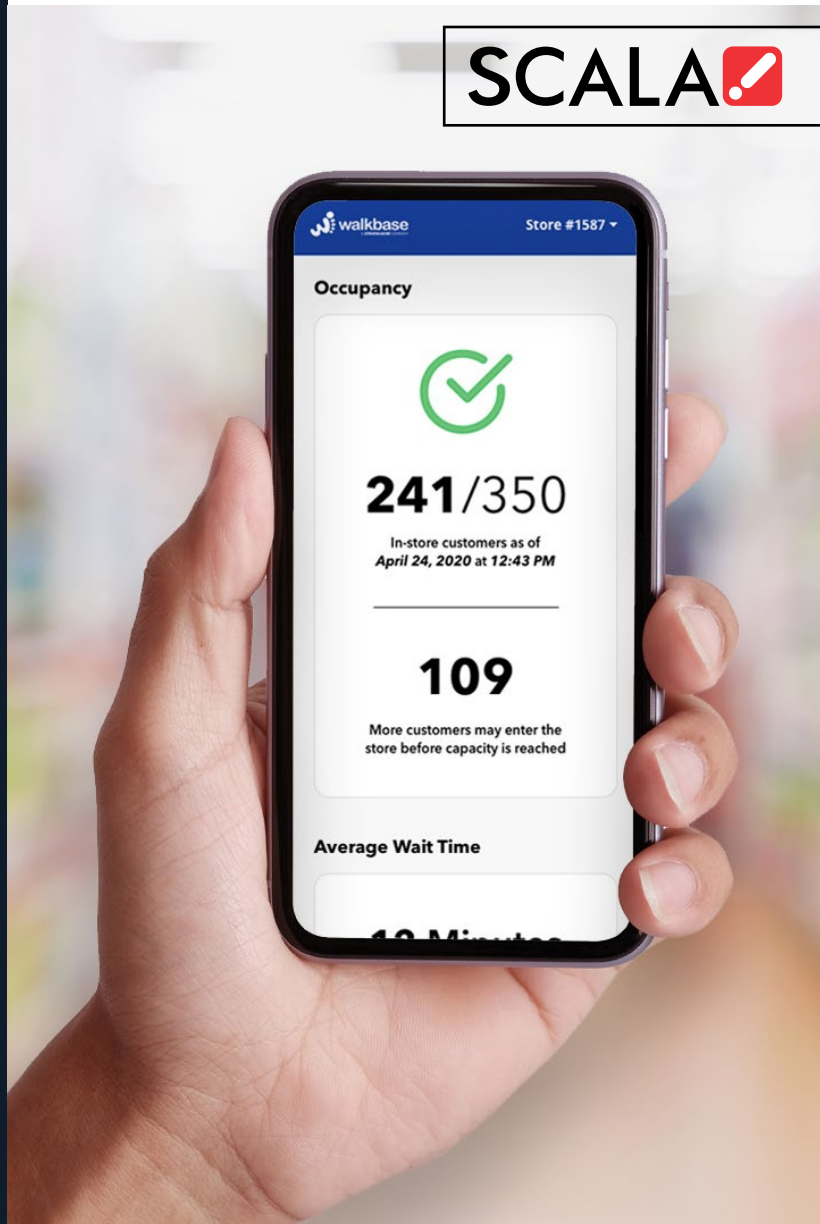 SCALA
walkbase
Store #1587
Occupancy
241/350
In-store customers as of
April 24, 2020 at 12:43 PM
109
More customers may enter the
store before capacity is reached
Average Wait Time
Minutes